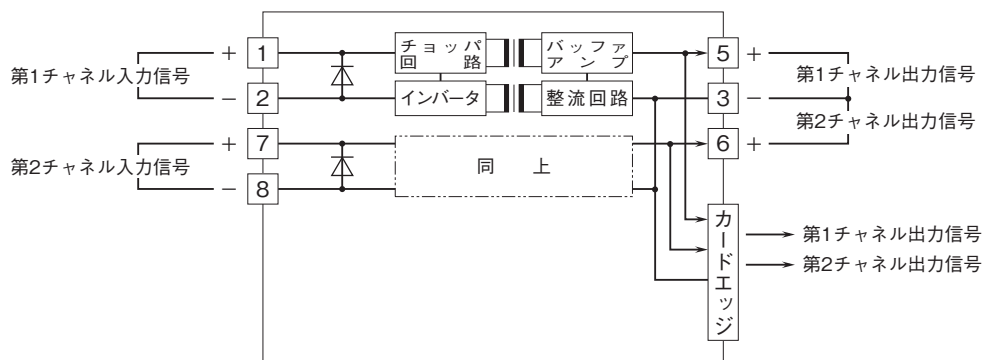 第1チャネル入力信号
+ 1
− 2
チョッパ
回路
バッファ
アンプ
インバータ
整流回路
5 +
3 −
6 +
第1チャネル出力信号
第2チャネル出力信号
第2チャネル入力信号
+ 7
− 8
同上
カードエッジ
第1チャネル出力信号
第2チャネル出力信号